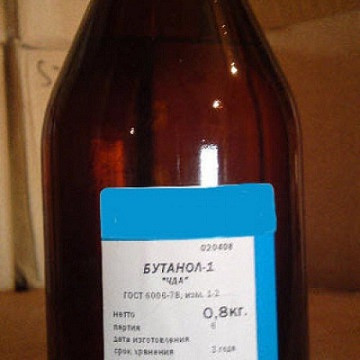 020408
БУТАНОЛ-1
"ЧДА"
ГОСТ 6006-78, изм. 1-2
нетто 0,8кг.
партия 6
дата изготовления
срок хранения 3 года